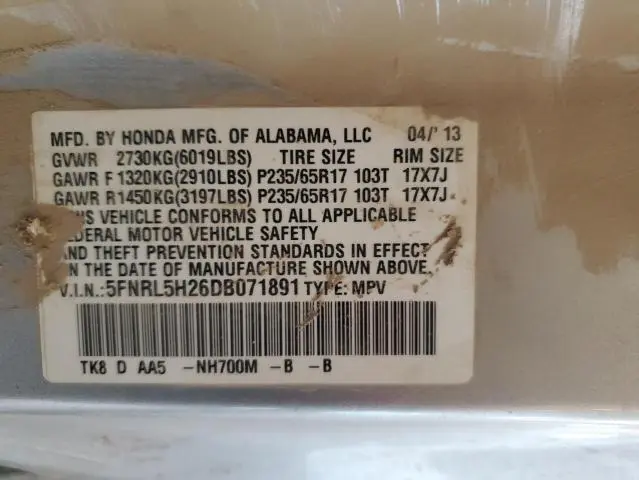 MFD. BY HONDA MFG. OF ALABAMA, LLC 04/'13
GVWR 2730KG(6019LBS) TIRE SIZE RIM SIZE
GAWR F 1320KG(2910LBS) P235/65R17 103T 17X7J
GAWR R 1450KG(3197LBS) P235/65R17 103T 17X7J
VEHICLE CONFORMS TO ALL APPLICABLE
MOTOR VEHICLE SAFETY
AND THEFT PREVENTION STANDARDS IN EFFECT
ON THE DATE OF MANUFACTURE SHOWN ABOVE.
V.I.N.:5FNRL5H26DB071891 TYPE: MPV
TK8 D AA5 -NH700M -B -B